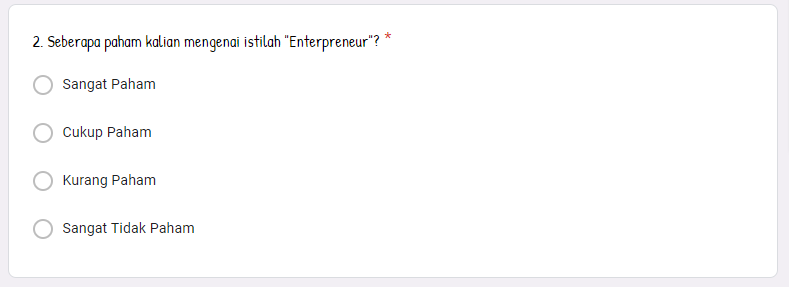 2. Seberapa paham kalian mengenai istilah "Enterpreneur"? *
Sangat Paham
Cukup Paham
Kurang Paham
Sangat Tidak Paham